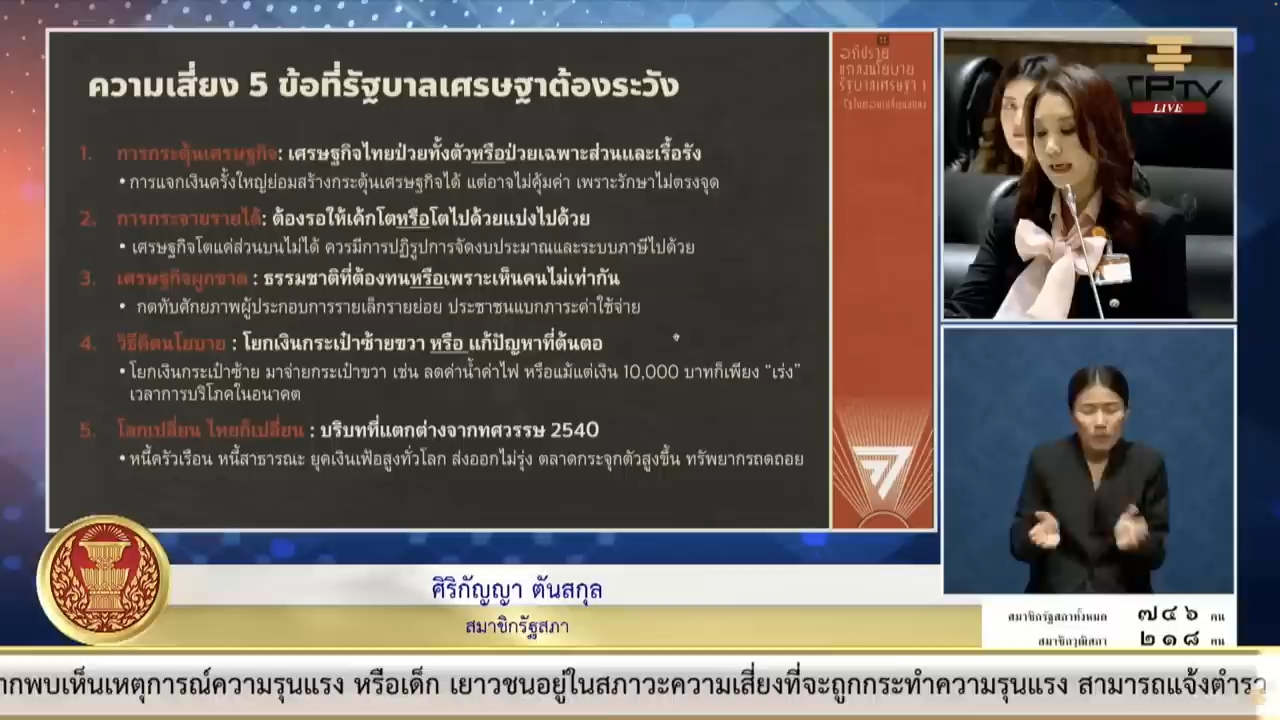 ความเสี่ยง 5 ข้อที่รัฐบาลเศรษฐาต้องระวัง
1. การกระตุ้นเศรษฐกิจ: เศรษฐกิจไทยป่วยทั้งตัวหรือป่วยเฉพาะส่วนและเรื้อรัง
• การแจกเงินครั้งใหญ่ย่อมสร้างกระตุ้นเศรษฐกิจได้ แต่อาจไม่คุ้มค่า เพราะรักษาไม่ตรงจุด
2. การกระจายรายได้: ต้องรอให้เค้กโตหรือโตไปด้วยแบ่งไปด้วย
• เศรษฐกิจโตแค่ส่วนบนไม่ได้ ควรมีการปฏิรูปการจัดงบประมาณและระบบภาษีไปด้วย
3. เศรษฐกิจผูกขาด : ธรรมชาติที่ต้องทนหรือเพราะเห็นคนไม่เท่ากัน
• กดทับศักยภาพผู้ประกอบการรายเล็กรายย่อย ประชาชนแบกภาระค่าใช้จ่าย
4. วิธีคิดนโยบาย : โยกเงินกระเป๋าซ้ายขวา หรือ แก้ปัญหาที่ต้นตอ
• โยกเงินกระเป๋าซ้าย มาจ่ายกระเป๋าขวา เช่น ลดค่าน้ำค่าไฟ หรือแม้แต่เงิน 10,000 บาทก็เพียง “เร่ง”
เวลาการบริโภคในอนาคต
5. โลกเปลี่ยน ไทยก็เปลี่ยน : บริบทที่แตกต่างจากทศวรรษ 2540
• หนี้ครัวเรือน หนี้สาธารณะ ยุคเงินเฟ้อสูงทั่วโลก ส่งออกไม่รุ่ง ตลาดกระจุกตัวสูงขึ้น ทรัพยากรถดถอย
อภิปราย
แถลงนโยบาย
รัฐบาลเศรษฐา 1
TPTV
LIVE
ศิริกัญญา ตันสกุล
สมาชิกรัฐสภา
สมาชิกรัฐสภาทั้งหมด ๗๔๖ คน
สมาชิกวุฒิสภา ๒๑๘ คน
ากพบเห็นเหตุการณ์ความรุนแรง หรือเด็ก เยาวชนอยู่ในสภาวะความเสี่ยงที่จะถูกกระทำความรุนแรง สามารถแจ้งตำรว